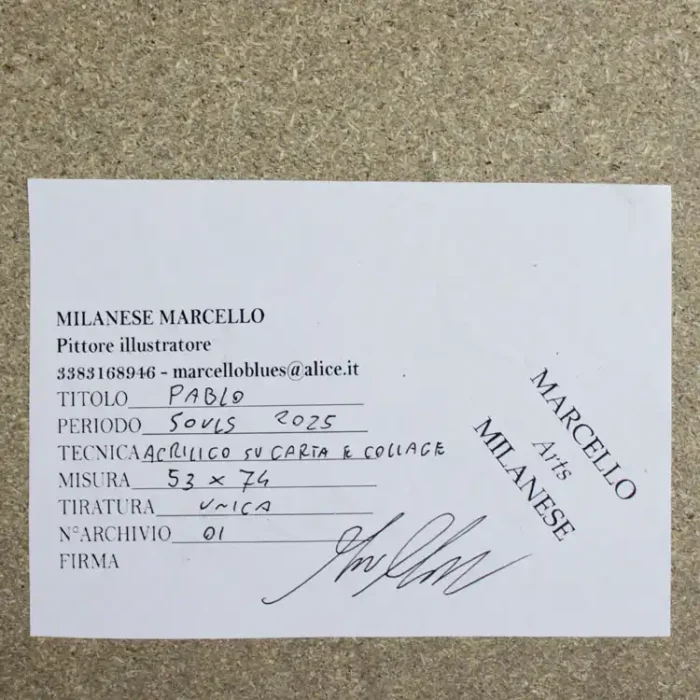 MILANESE MARCELLO
Pittore illustratore
3383168946 - marcelloblues@alice.it
TITOLO PABLO
PERIODO SOULS 2025
TECNICA ACRILICO SU CARTA E COLLAGE
MISURA 53 x 74
TIRATURA UNICA
N°ARCHIVIO 01
FIRMA
MARCELLO
Arts
MILANESE